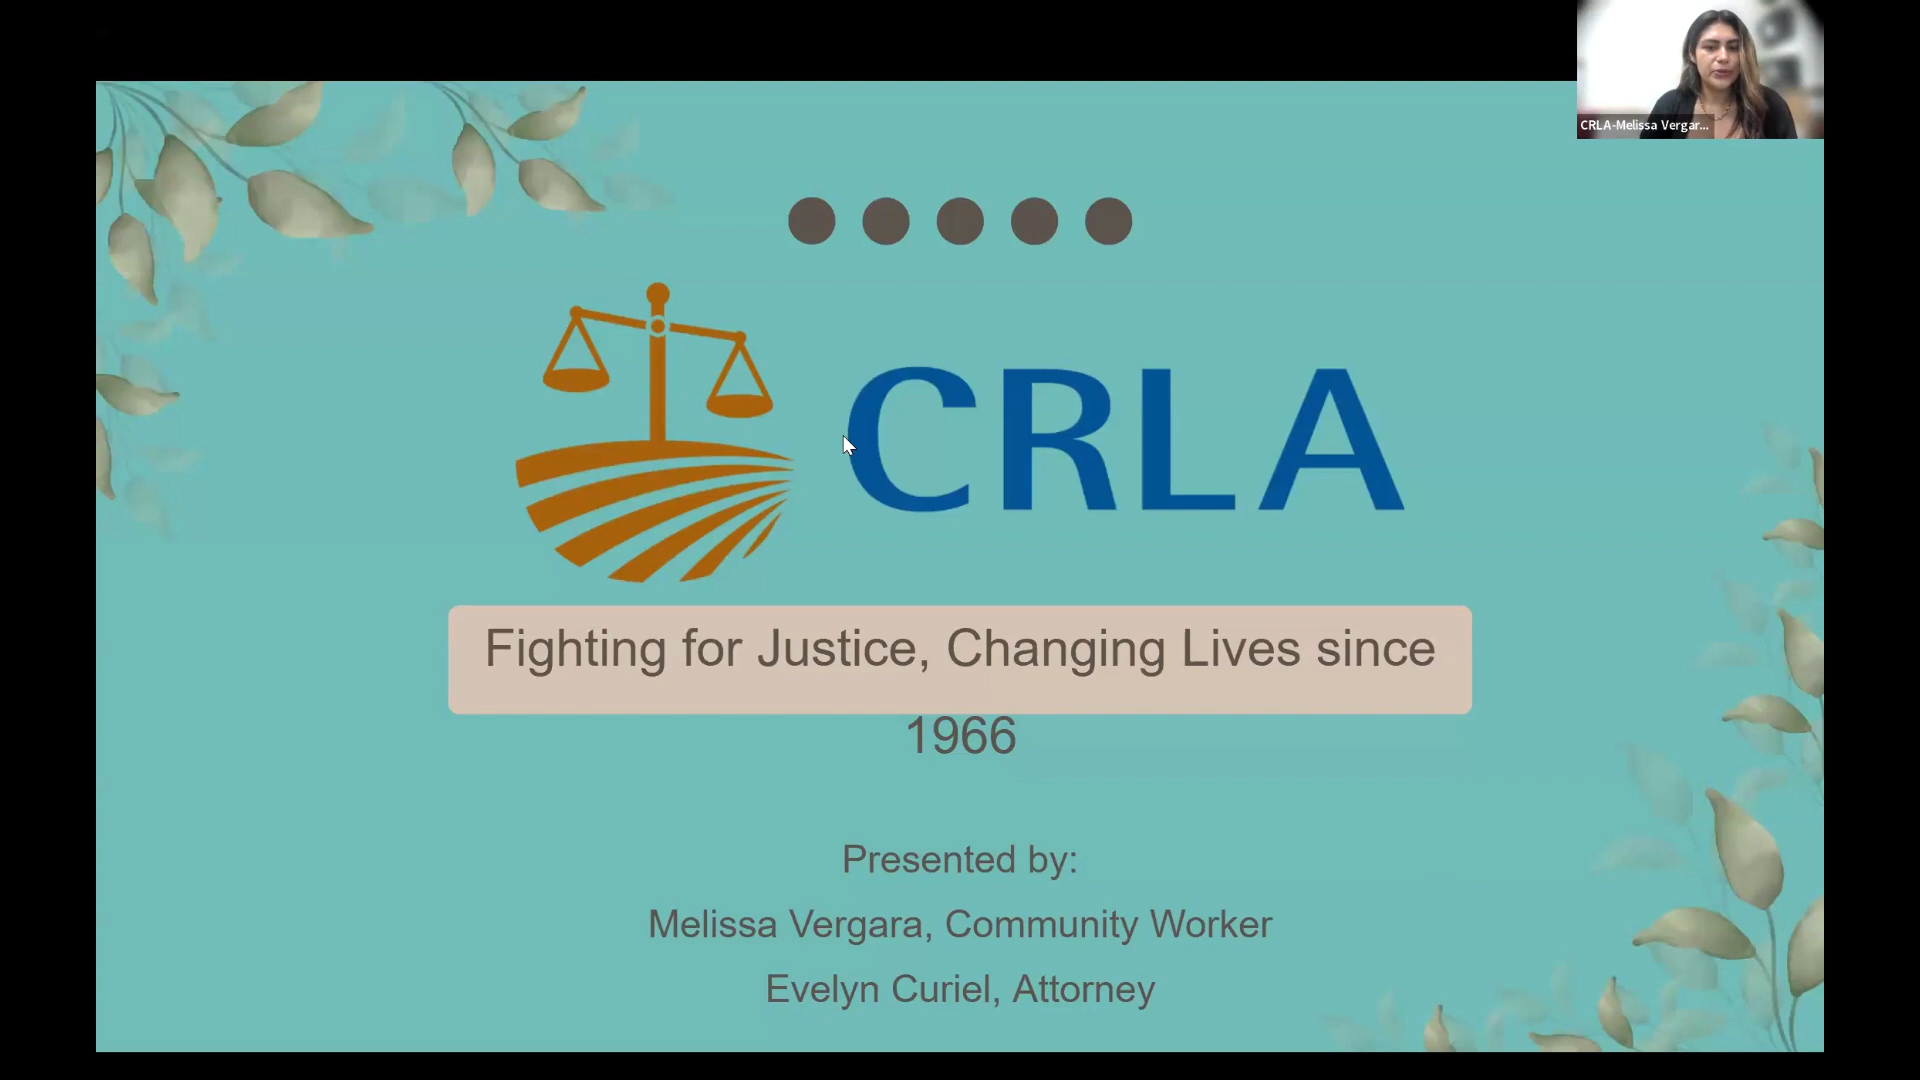 CRLA-Melissa Vergar...
CRLA
Fighting for Justice, Changing Lives since
1966
Presented by:
Melissa Vergara, Community Worker
Evelyn Curiel, Attorney